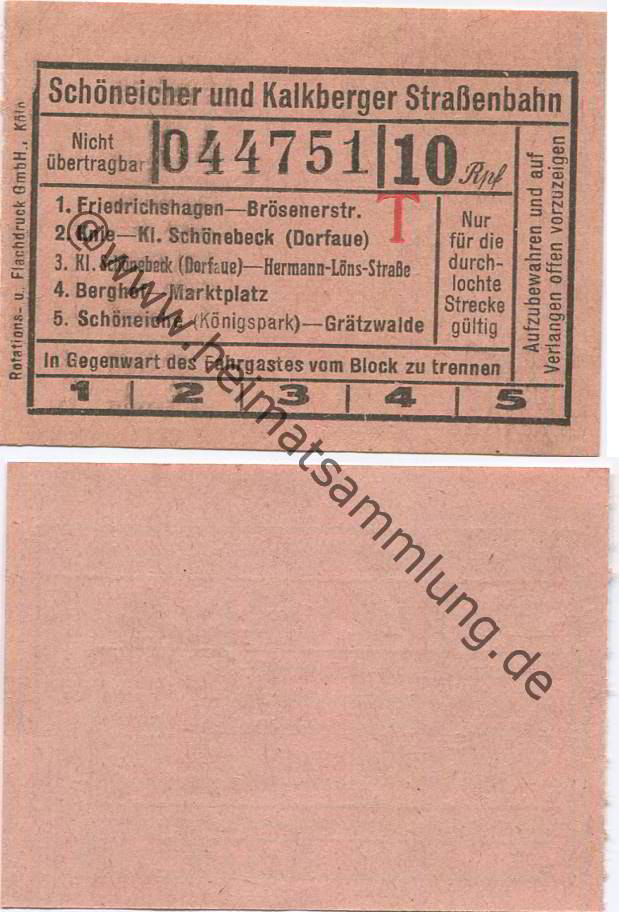 Schöneicher und Kalkberger Straßenbahn
Nicht
übertragbar
044751
10 Rpf
1. Friedrichshagen—Brösenerstr.
2. Linie—Kl. Schönebeck (Dorfaue)
3. Kl. Schönebeck (Dorfaue)—Hermann-Löns-Straße
4. Berghof—Marktplatz
5. Schöneiche (Königspark)—Grätzwalde
T
Nur
für die
durch-
lochte
Strecke
gültig
Aufzubewahren und auf
Verlangen offen vorzuzeigen
In Gegenwart des Fahrgastes vom Block zu trennen
1 | 2 | 3 | 4 | 5
Rotations- u. Flachdruck GmbH., Köln
©www.heimatsammlung.de